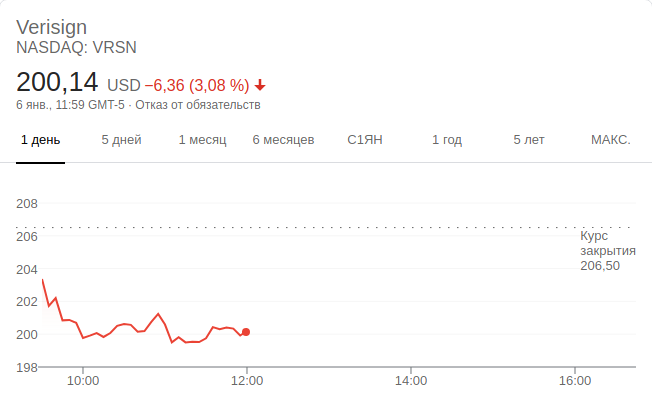 Verisign
NASDAQ: VRSN
200,14 USD −6,36 (3,08 %)
6 янв., 11:59 GMT-5 · Отказ от обязательств
1 день 5 дней 1 месяц 6 месяцев С1ЯН 1 год 5 лет МАКС.
208
206
204
202
200
198
Курс
закрытия
206,50
10:00 12:00 14:00 16:00